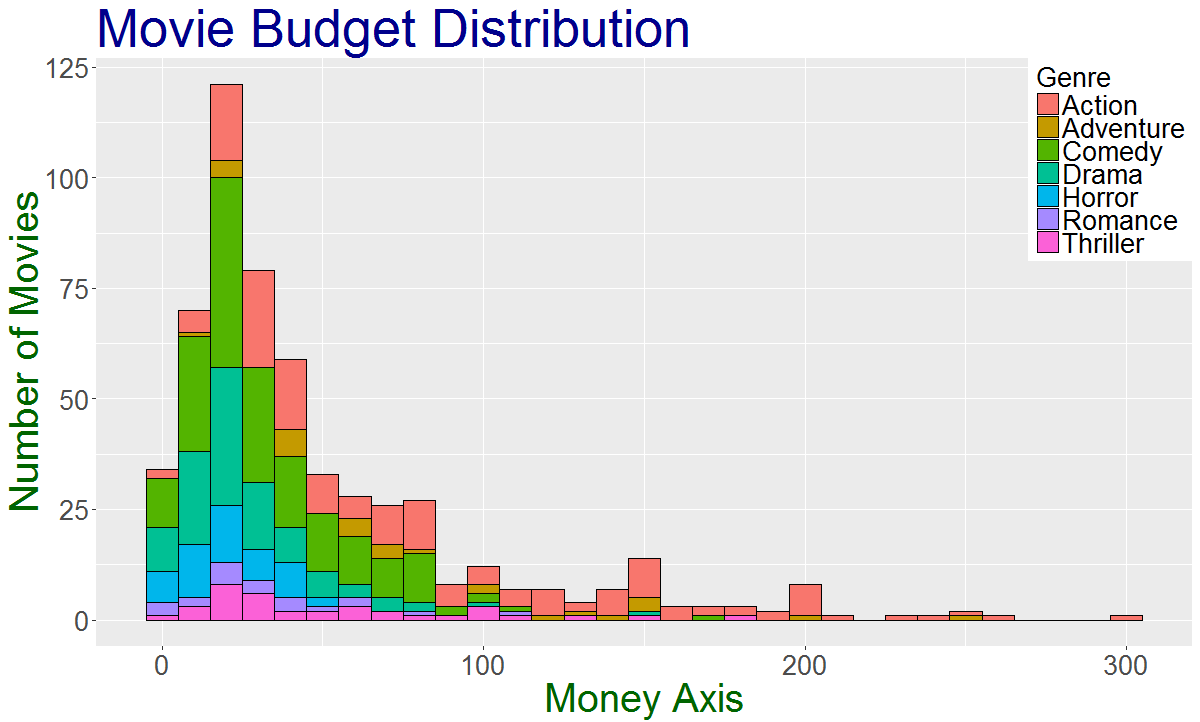 Movie Budget Distribution
Number of Movies
125
100
75
50
25
0
0
100
200
300
Money Axis
Genre
Action
Adventure
Comedy
Drama
Horror
Romance
Thriller